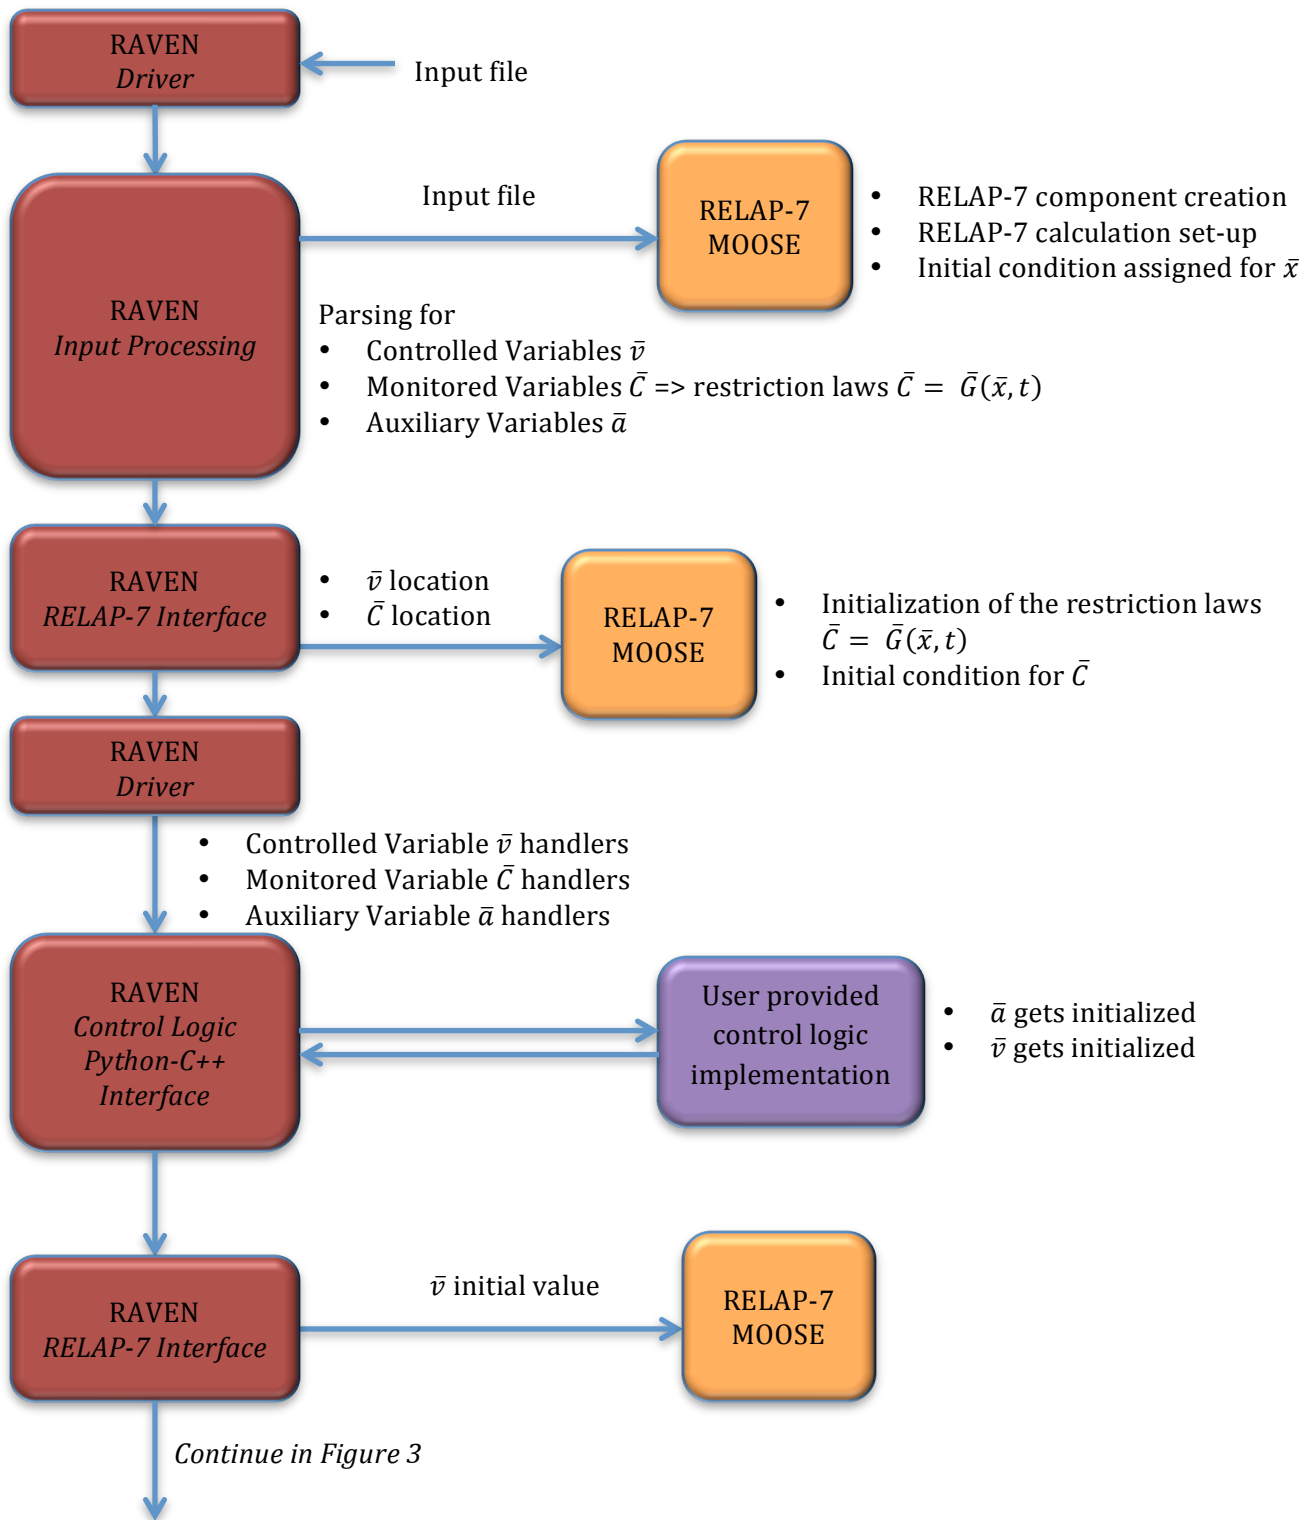 RAVEN
Driver
Input file
Input file
RELAP-7
MOOSE
• RELAP-7 component creation
• RELAP-7 calculation set-up
• Initial condition assigned for x̄
RAVEN
Input Processing
Parsing for
• Controlled Variables v̄
• Monitored Variables C̄ => restriction laws C̄ = Ḡ(x̄, t)
• Auxiliary Variables ā
RAVEN
RELAP-7 Interface
• v̄ location
• C̄ location
RELAP-7
MOOSE
• Initialization of the restriction laws
C̄ = Ḡ(x̄, t)
• Initial condition for C̄
RAVEN
Driver
• Controlled Variable v̄ handlers
• Monitored Variable C̄ handlers
• Auxiliary Variable ā handlers
RAVEN
Control Logic
Python-C++
Interface
User provided
control logic
implementation
• ā gets initialized
• v̄ gets initialized
RAVEN
RELAP-7 Interface
v̄ initial value
RELAP-7
MOOSE
Continue in Figure 3